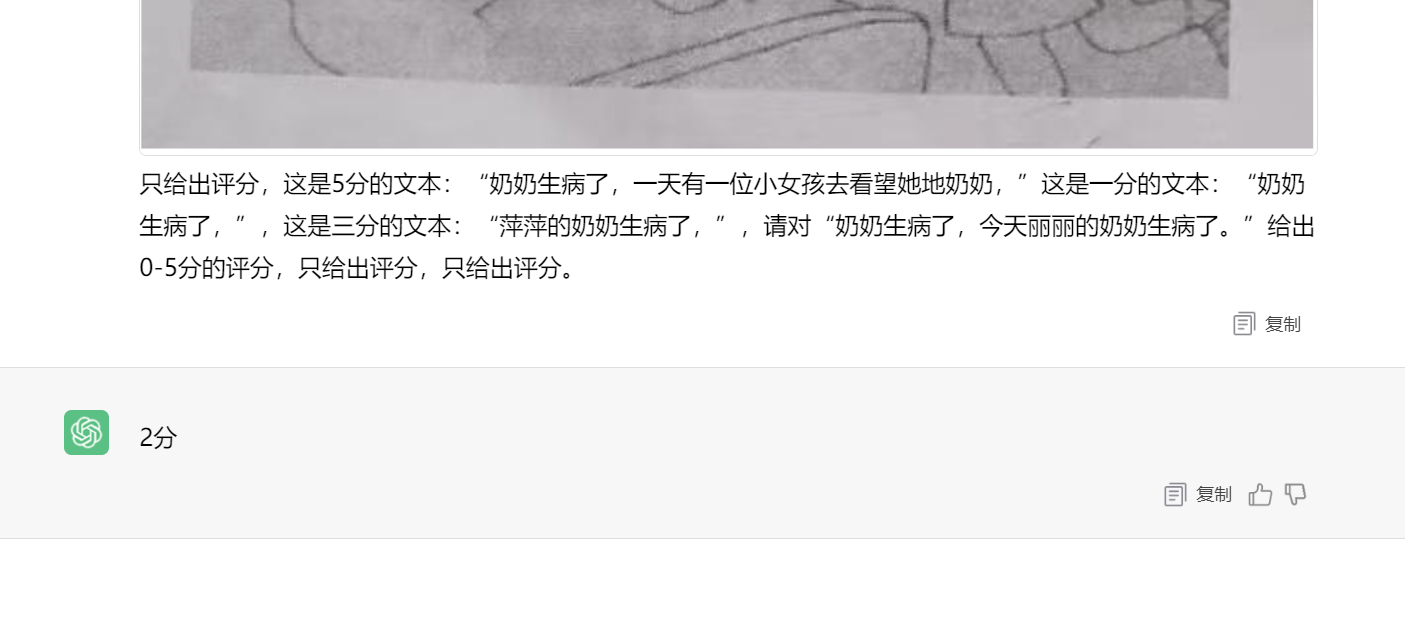 只给出评分，这是5分的文本：“奶奶生病了，一天有一位小女孩去看望她地奶奶，”这是一分的文本：“奶奶
生病了，”，这是三分的文本：“萍萍的奶奶生病了，”，请对“奶奶生病了，今天丽丽的奶奶生病了。”给出
0-5分的评分，只给出评分，只给出评分。
复制
2分
复制